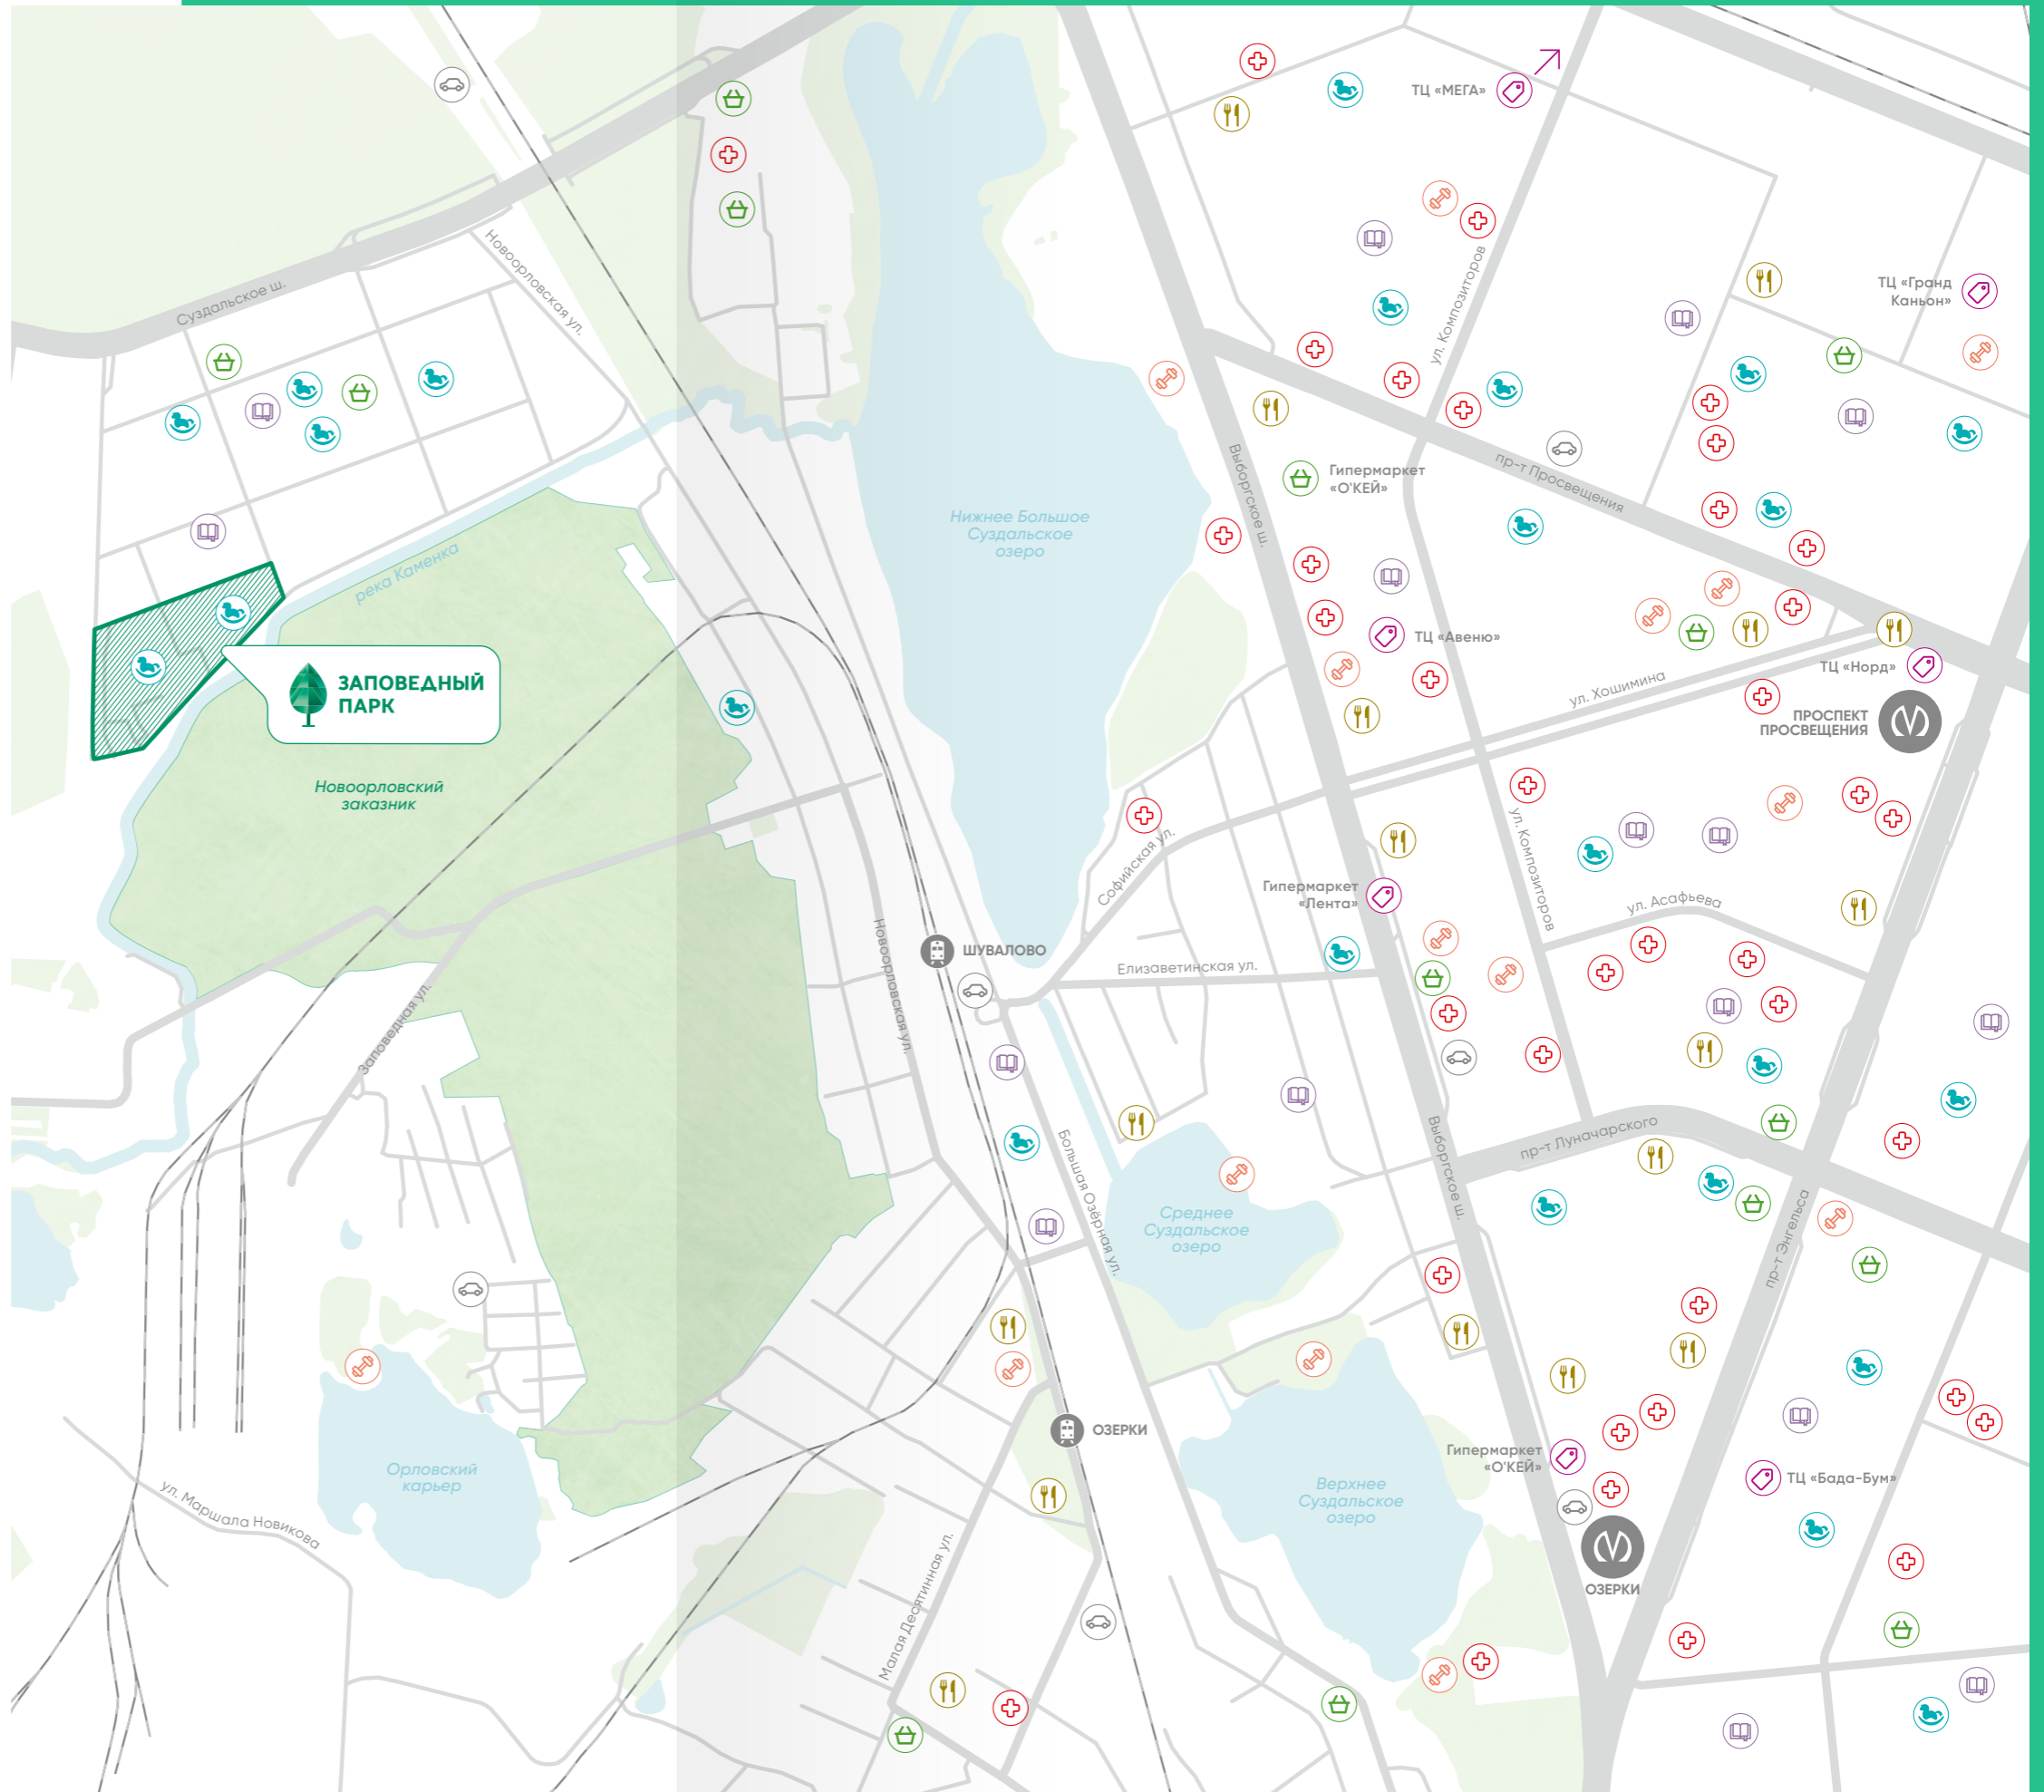 ТЦ «МЕГА»
Новоорловская ул.
Суздальское ш.
ул. Композиторов
ТЦ «Гранд
Каньон»
Выборгское ш.
Гипермаркет
«О'КЕЙ»
пр-т Просвещения
Нижнее Большое
Суздальское
озеро
река Каменка
ТЦ «Авеню»
ул. Хошимина
ТЦ «Норд»
ПРОСПЕКТ
ПРОСВЕЩЕНИЯ
ЗАПОВЕДНЫЙ
ПАРК
Новоорловский
заказник
Софийская ул.
ул. Композиторов
Гипермаркет
«Лента»
ул. Асафьева
Новоорловская ул.
ШУВАЛОВО
Елизаветинская ул.
Заповедная ул.
Большая Озёрная ул.
Выборгское ш.
пр-т Луначарского
Среднее
Суздальское
озеро
пр-т Энгельса
ОЗЕРКИ
Гипермаркет
«О'КЕЙ»
ТЦ «Бада-Бум»
Орловский
карьер
Верхнее
Суздальское
озеро
ул. Маршала Новикова
Малая Десятинная ул.
ОЗЕРКИ